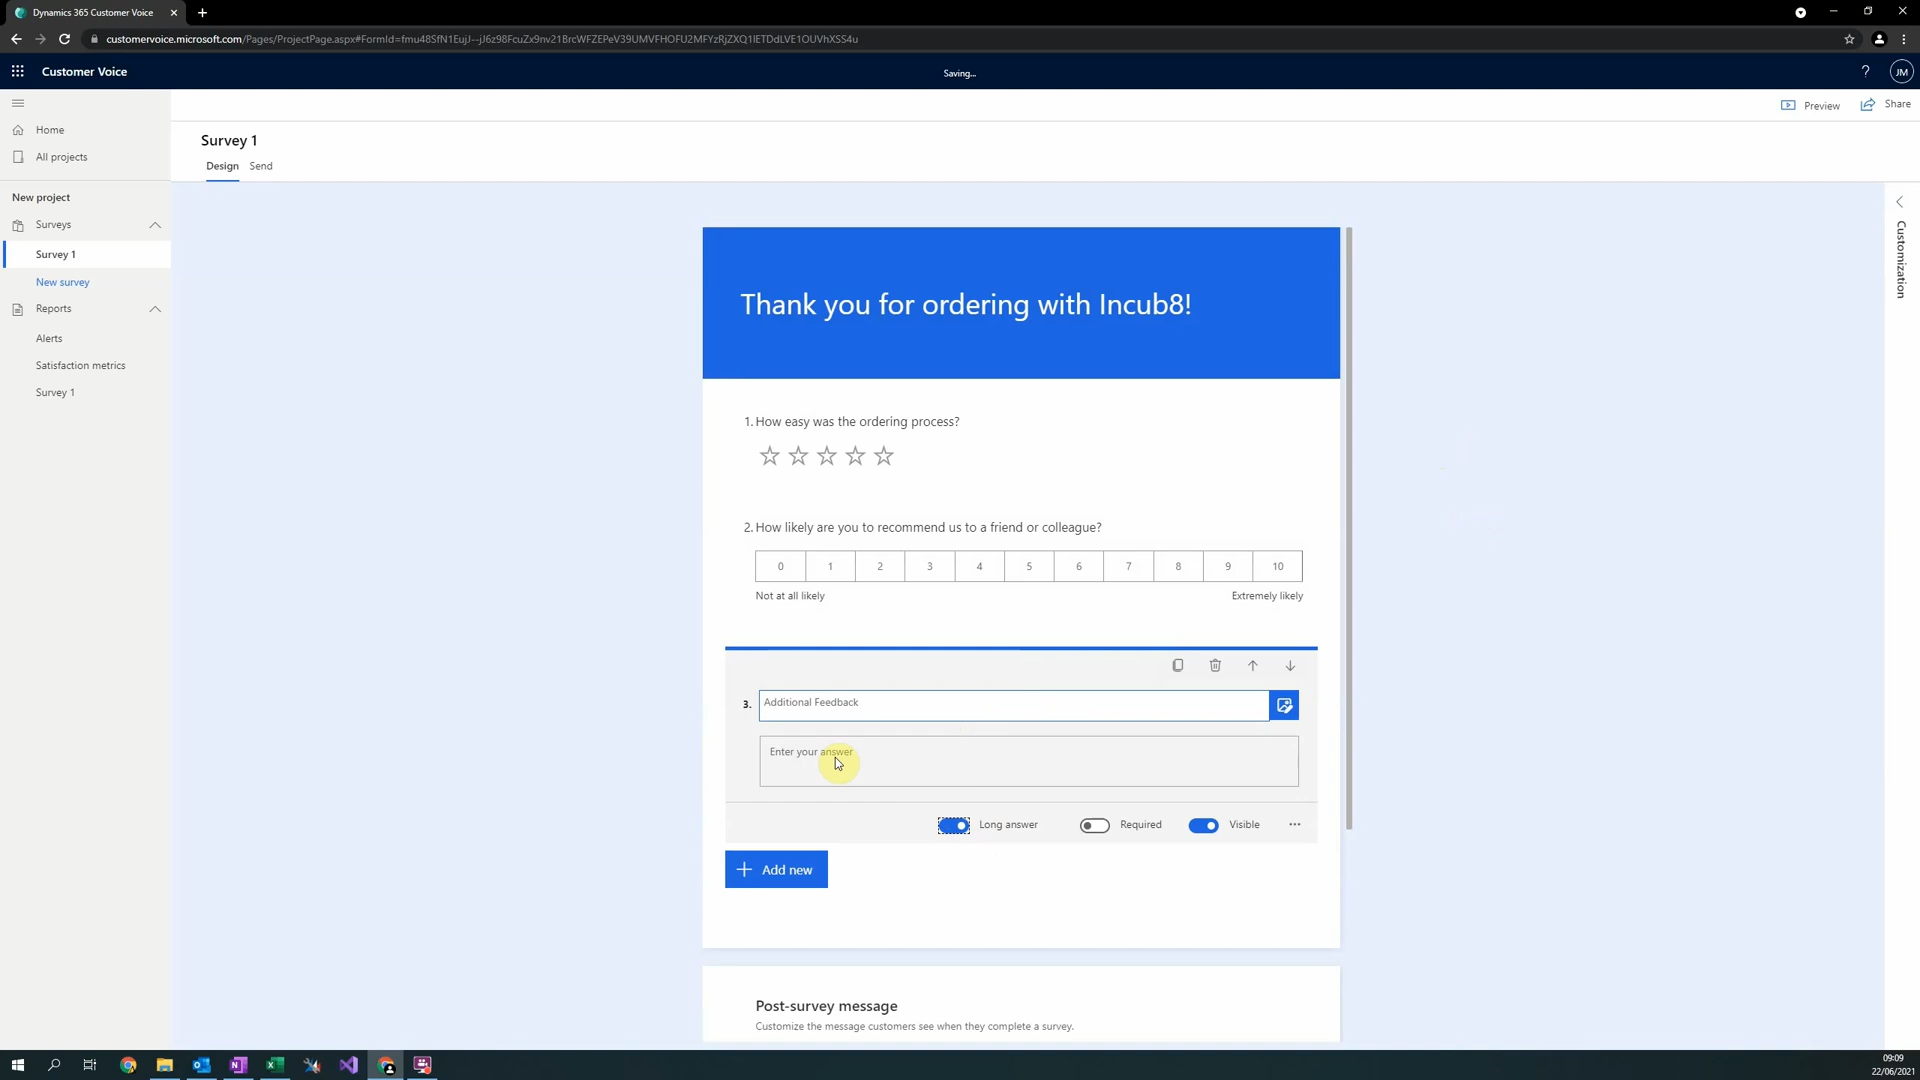 Dynamics 365 Customer Voice
customervoice.microsoft.com/Pages/ProjectPage.aspx#FormId=
Customer Voice
Saving...
?
JM
Preview
Share
Home
All projects
Survey 1
Design
Send
New project
Surveys
Survey 1
New survey
Reports
Alerts
Satisfaction metrics
Survey 1
Customization
Thank you for ordering with Incub8!
1. How easy was the ordering process?
2. How likely are you to recommend us to a friend or colleague?
0 1 2 3 4 5 6 7 8 9 10
Not at all likely
Extremely likely
3. Additional Feedback
Enter your answer
Long answer
Required
Visible
Add new
Post-survey message
Customize the message customers see when they complete a survey.
09:09
22/06/2021